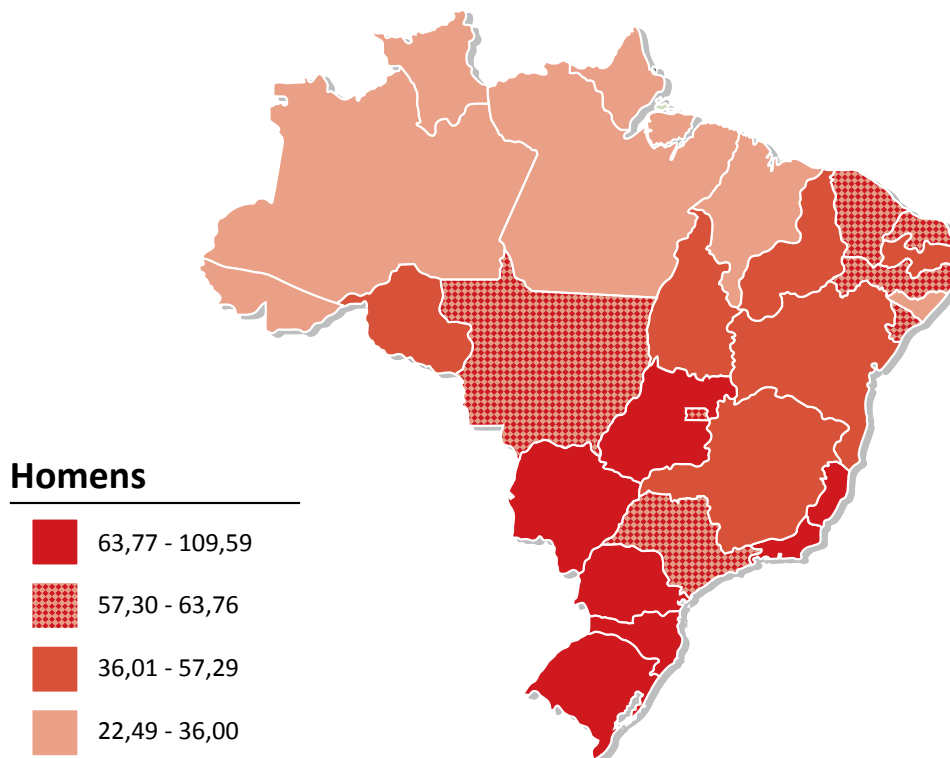 Homens
63,77 - 109,59
57,30 - 63,76
36,01 - 57,29
22,49 - 36,00